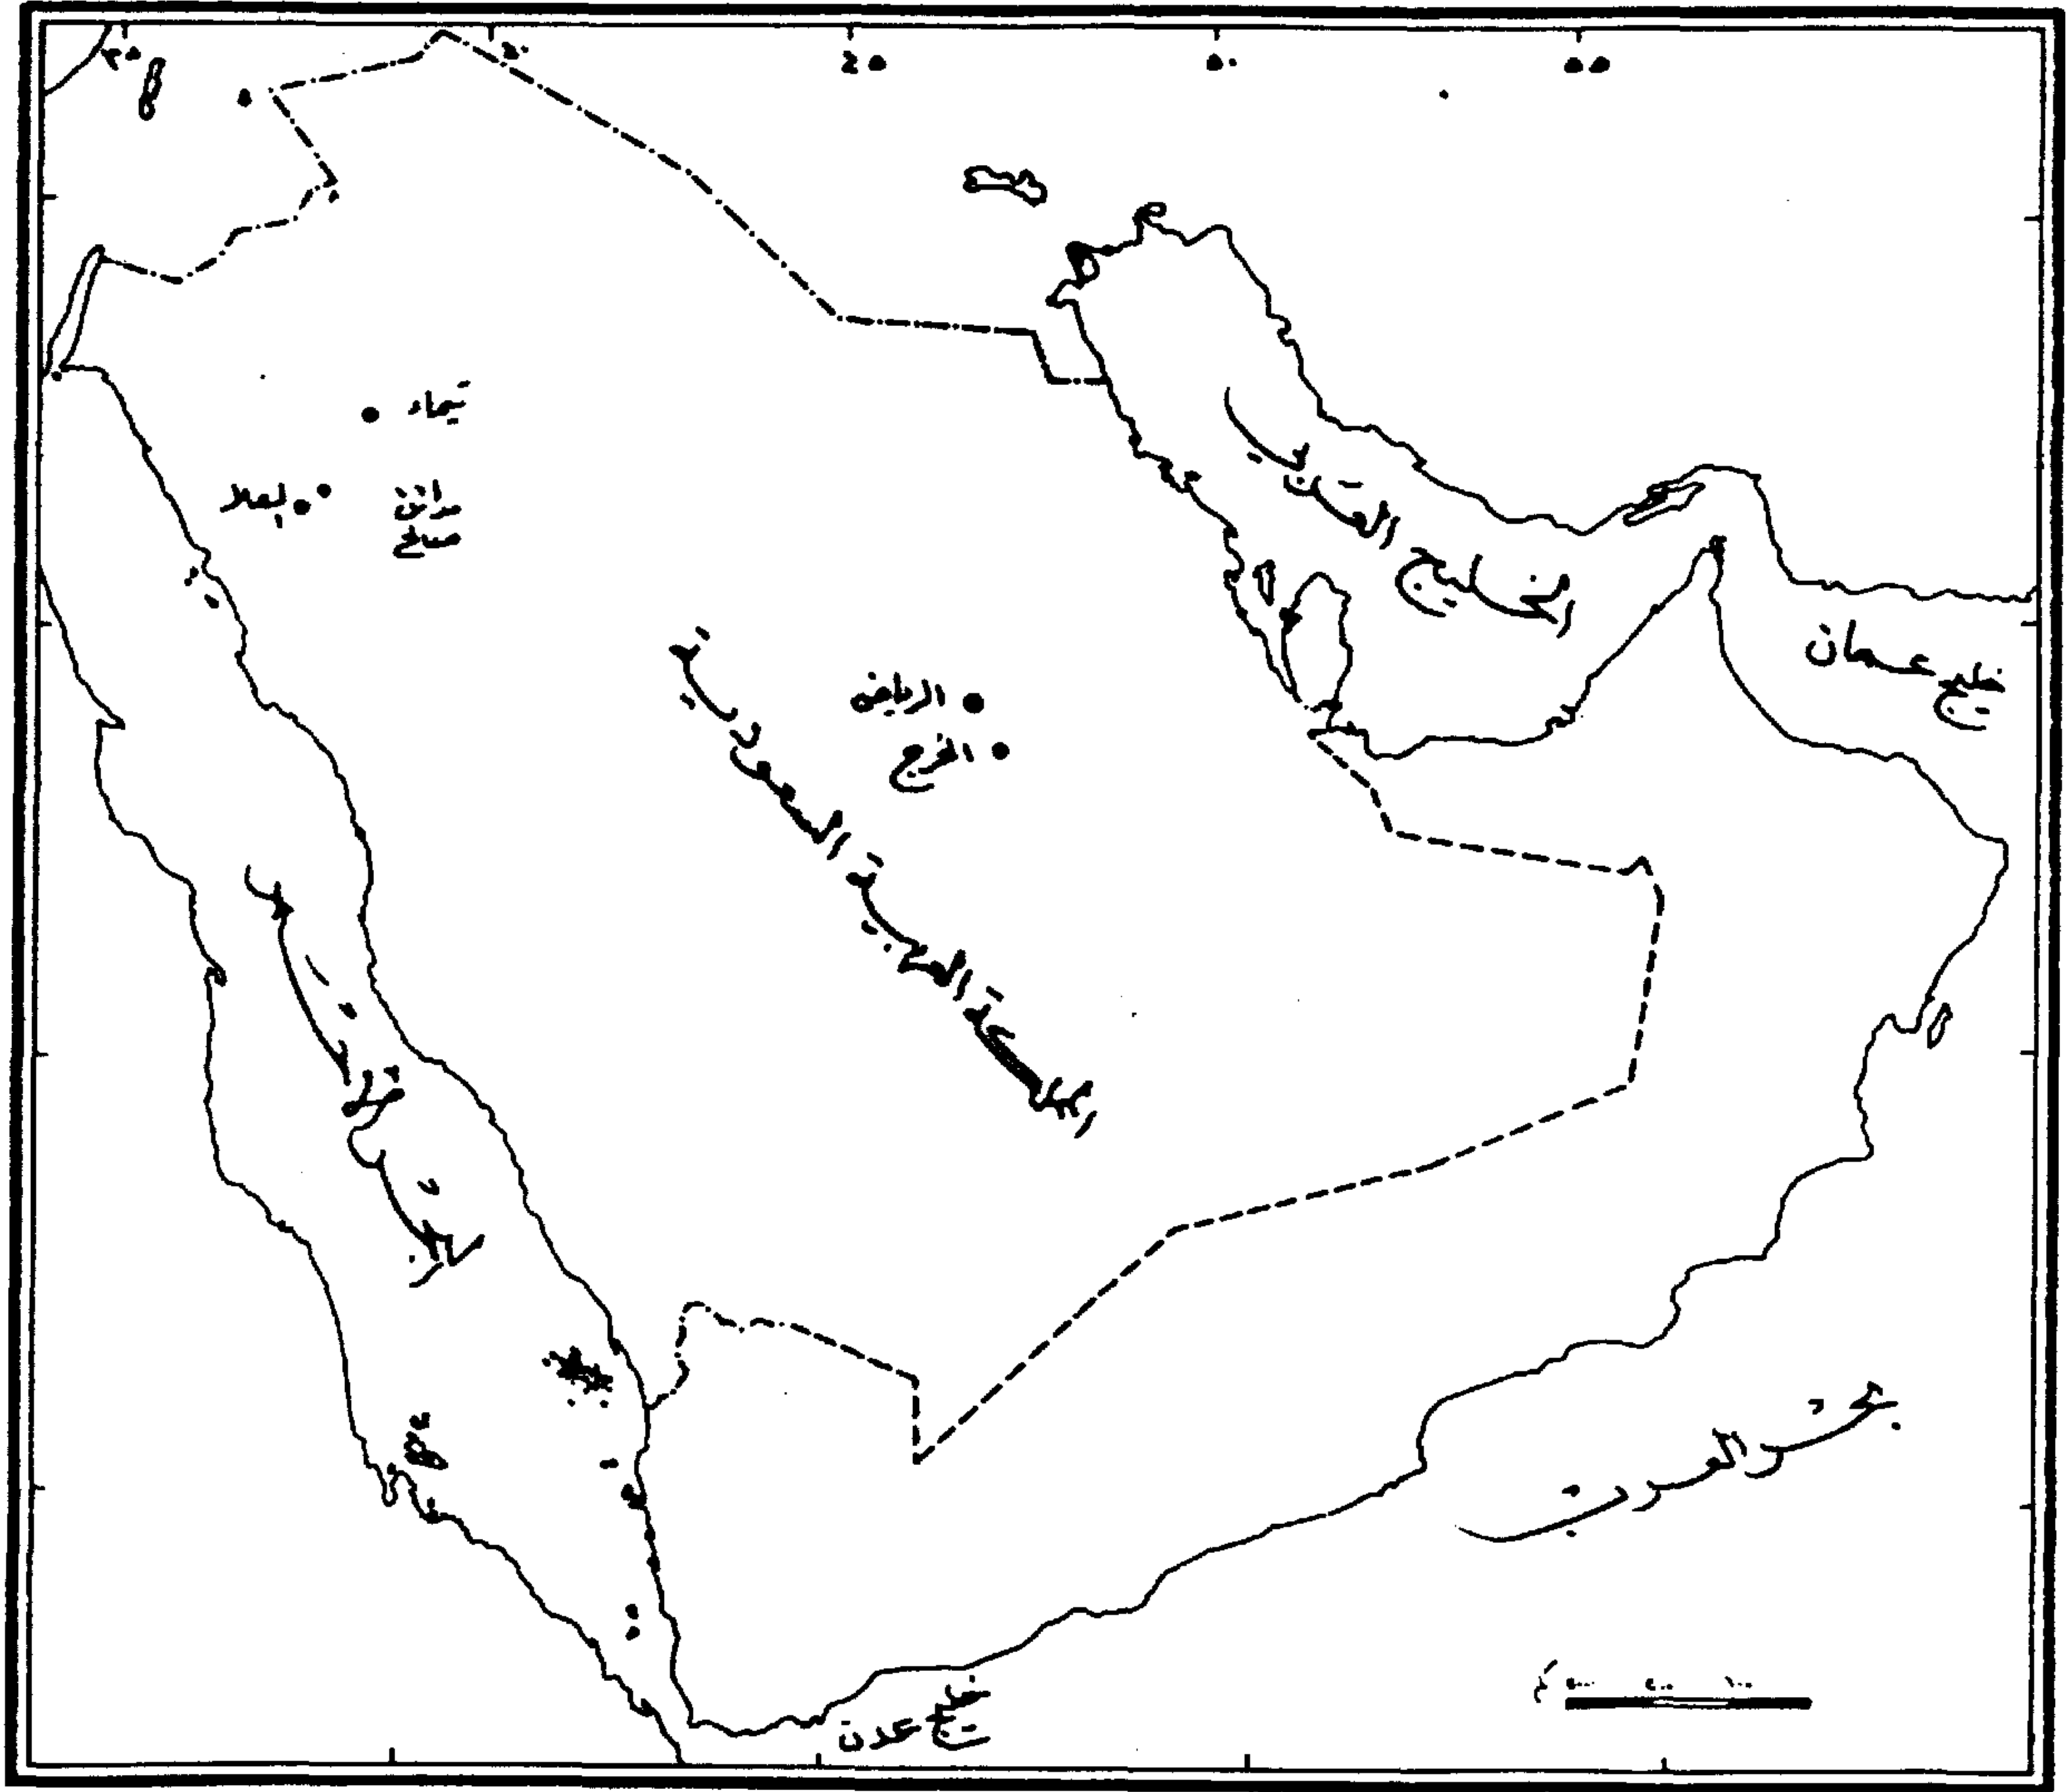 ٣٥
٤٠
٤٥
٥٠
٥٥
تيماء
العلا
مدائن
صالح
الخليج العربي
خليج عمان
الرياض
الخرج
المملكة العربية السعودية
البحر الأحمر
بحر العرب
خليج عدن